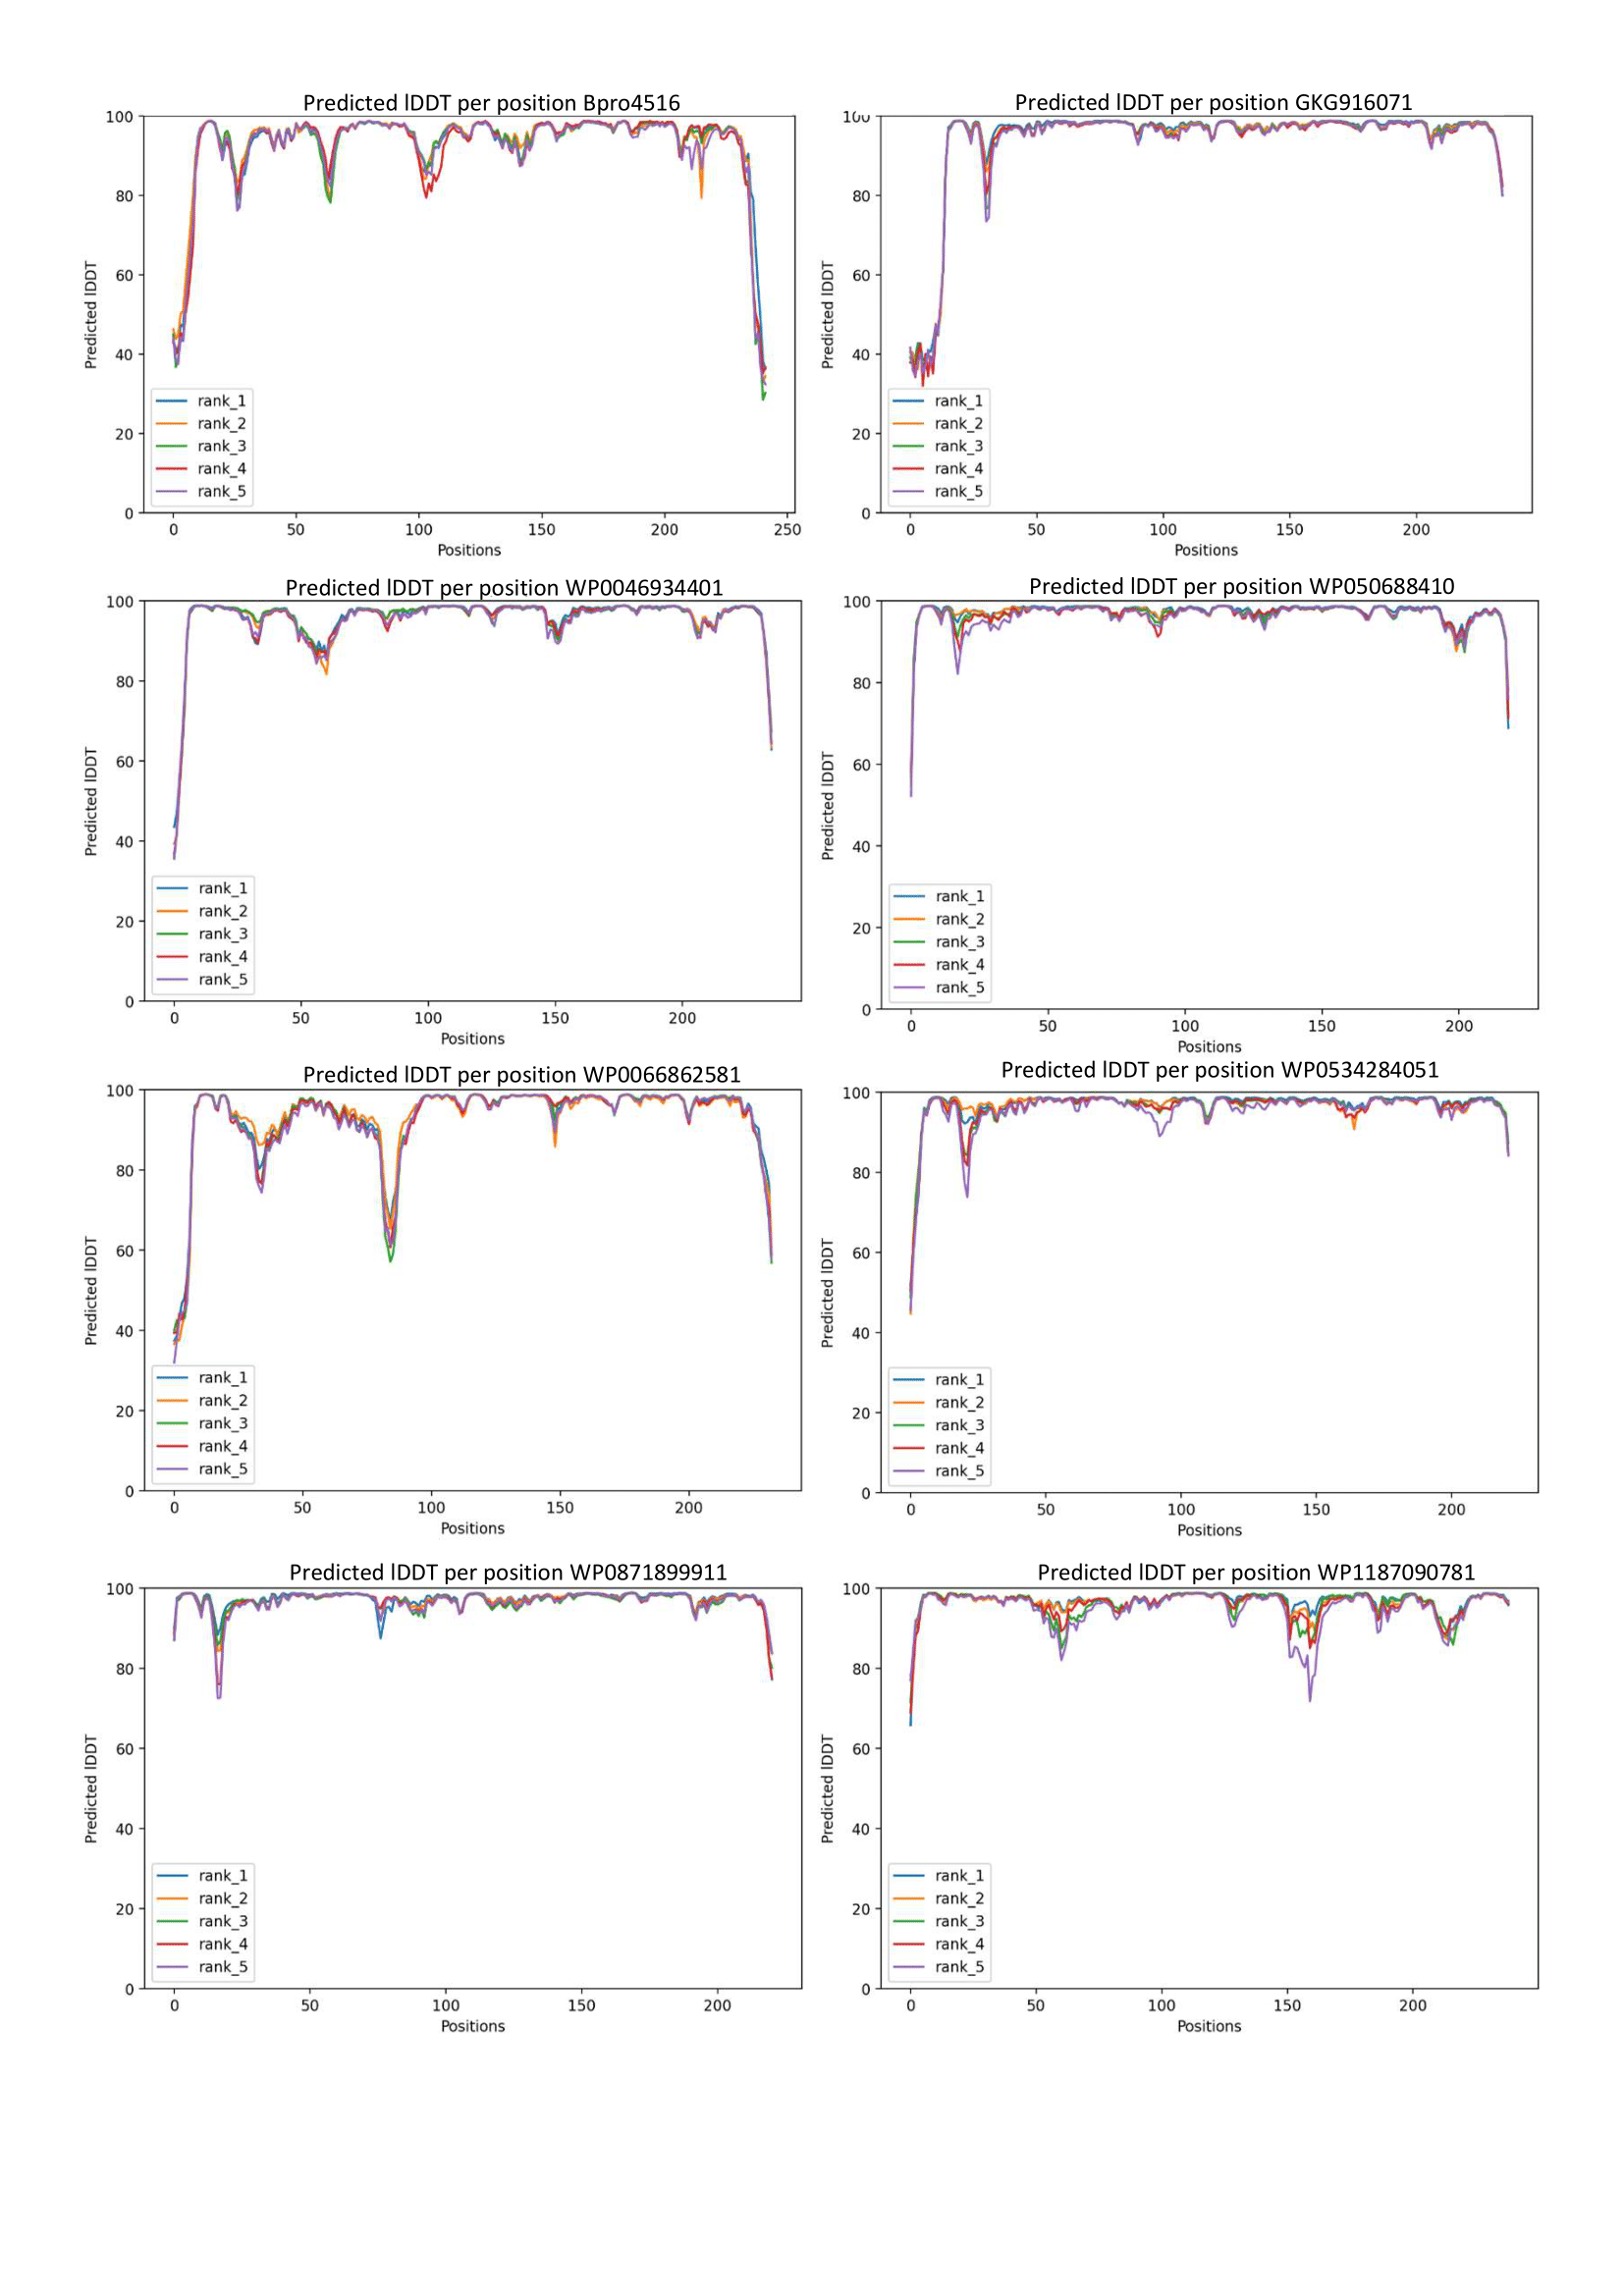 Predicted lDDT per position Bpro4516
100
80
60
40
20
0
Predicted lDDT
rank_1
rank_2
rank_3
rank_4
rank_5
0 50 100 150 200 250
Positions
Predicted lDDT per position GKG916071
100
80
60
40
20
0
Predicted lDDT
rank_1
rank_2
rank_3
rank_4
rank_5
0 50 100 150 200
Positions
Predicted lDDT per position WP0046934401
100
80
60
40
20
0
Predicted lDDT
rank_1
rank_2
rank_3
rank_4
rank_5
0 50 100 150 200
Positions
Predicted lDDT per position WP050688410
100
80
60
40
20
0
Predicted lDDT
rank_1
rank_2
rank_3
rank_4
rank_5
0 50 100 150 200
Positions
Predicted lDDT per position WP0066862581
100
80
60
40
20
0
Predicted lDDT
rank_1
rank_2
rank_3
rank_4
rank_5
0 50 100 150 200
Positions
Predicted lDDT per position WP0534284051
100
80
60
40
20
0
Predicted lDDT
rank_1
rank_2
rank_3
rank_4
rank_5
0 50 100 150 200
Positions
Predicted lDDT per position WP0871899911
100
80
60
40
20
0
Predicted lDDT
rank_1
rank_2
rank_3
rank_4
rank_5
0 50 100 150 200
Positions
Predicted lDDT per position WP1187090781
100
80
60
40
20
0
Predicted lDDT
rank_1
rank_2
rank_3
rank_4
rank_5
0 50 100 150 200
Positions